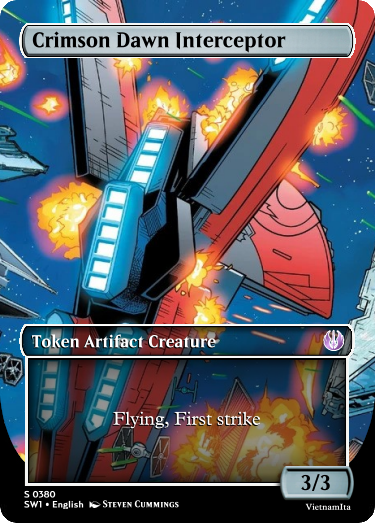 Crimson Dawn Interceptor
Token Artifact Creature
Flying, First strike
3/3
S 0380
SW1 • English Steven Cummings
VietnamIta